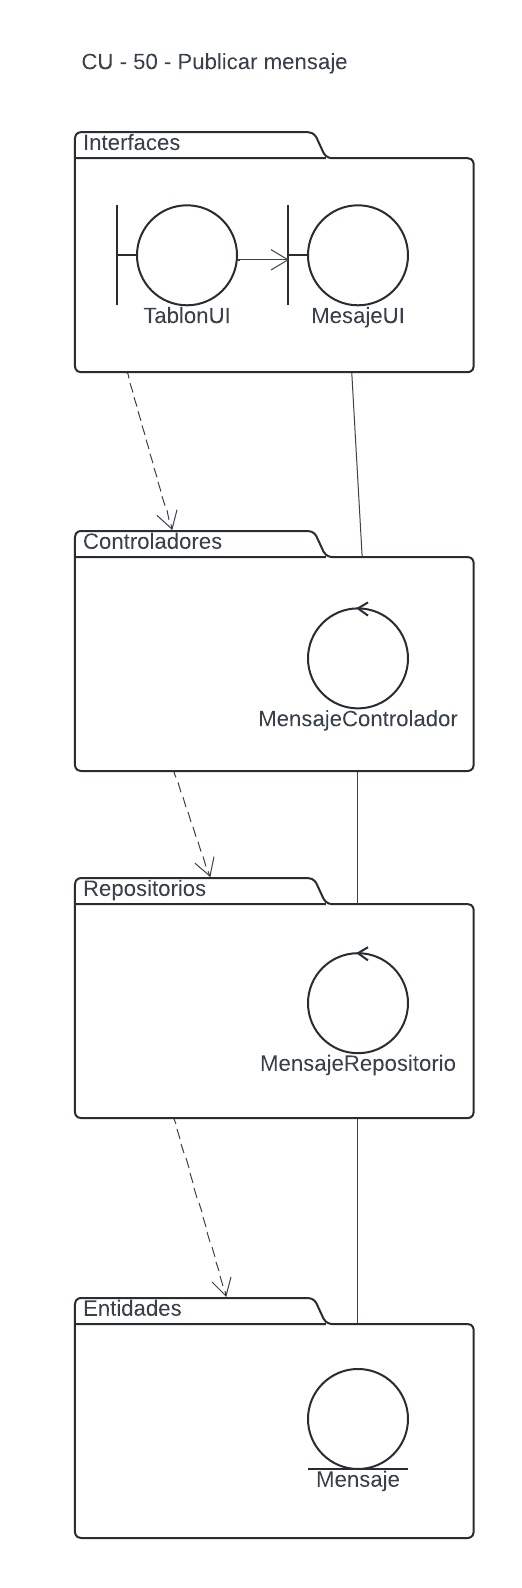 CU - 50 - Publicar mensaje
Interfaces
TablonUI
MesajeUI
Controladores
MensajeControlador
Repositorios
MensajeRepositorio
Entidades
Mensaje